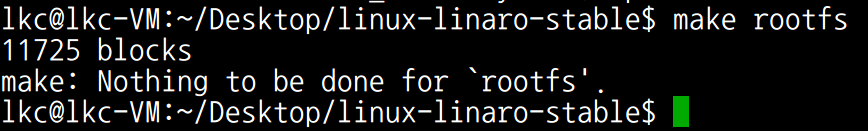 lkc@lkc-VM:~/Desktop/linux-linaro-stable$ make rootfs
11725 blocks
make: Nothing to be done for `rootfs'.
lkc@lkc-VM:~/Desktop/linux-linaro-stable$